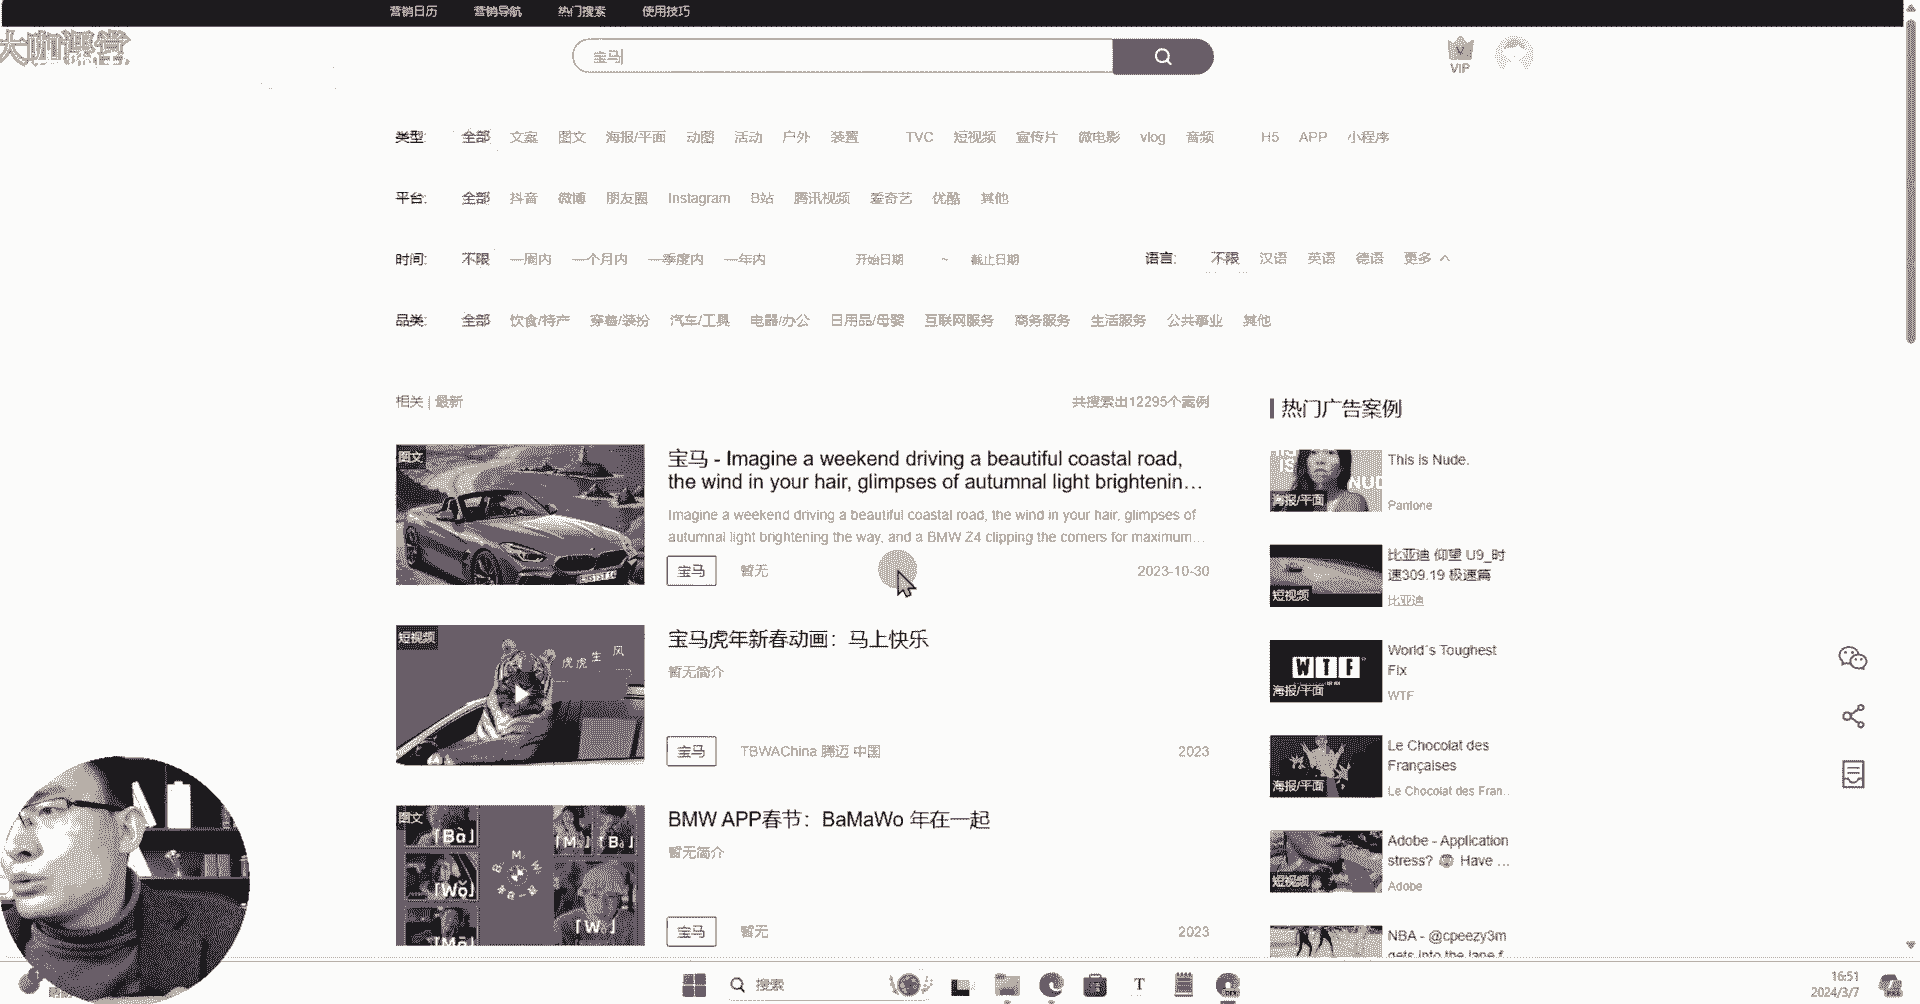 营销日历 营销导航 热门搜索 使用技巧
大咖课堂
宝马
VIP
类型: 全部 文案 图文 海报/平面 动图 活动 户外 装置 TVC 短视频 宣传片 微电影 vlog 音频 H5 APP 小程序
平台: 全部 抖音 微博 朋友圈 Instagram B站 腾讯视频 爱奇艺 优酷 其他
时间: 不限 一周内 一个月内 一季度内 一年内 开始日期 ~ 截止日期 语言: 不限 汉语 英语 德语 更多
品类: 全部 饮食/特产 穿着/装扮 汽车/工具 电器/办公 日用品/母婴 互联网服务 商务服务 生活服务 公共事业 其他
相关 | 最新 共搜索出12295个案例
图文
宝马 - Imagine a weekend driving a beautiful coastal road,
the wind in your hair, glimpses of autumnal light brightenin…
Imagine a weekend driving a beautiful coastal road, the wind in your hair, glimpses of
autumnal light brightening the way, and a BMW Z4 clipping the corners for maximum…
宝马 暂无 2023-10-30
短视频
虎虎生风
宝马虎年新春动画：马上快乐
暂无简介
宝马 TBWAChina 腾迈 中国 2023
图文
「Bà」
「Wǒ」
BMW APP春节：BaMaWo 年在一起
暂无简介
宝马 暂无 2023
热门广告案例
海报/平面
This is Nude.
Pantone
短视频
比亚迪 仰望 U9_时
速309.19 极速篇
比亚迪
WTF
海报/平面
World´s Toughest
Fix
WTF
海报/平面
Le Chocolat des
Françaises
Le Chocolat des Fran..
短视频
Adobe - Application
stress? Have ...
Adobe
NBA - @cpeezy3m
gets into the lane f
搜索
16:51
2024/3/7